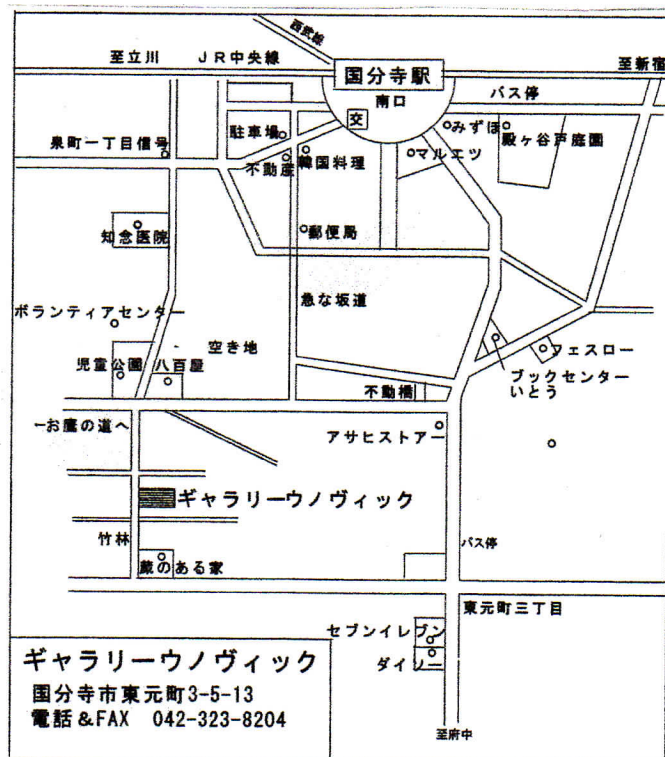 西武線
至立川
JR中央線
国分寺駅
至新宿
南口
バス停
交
駐車場
みずほ
殿ヶ谷戸庭園
泉町一丁目信号
不動産
韓国料理
マルエツ
知念医院
郵便局
ボランティアセンター
急な坂道
空き地
児童公園
八百屋
フェスロー
ブックセンター
いとう
不動橋
←お鷹の道へ
アサヒストアー
ギャラリーウノヴィック
竹林
バス停
蔵のある家
東元町三丁目
セブンイレブン
ダイソー
至府中
ギャラリーウノヴィック
国分寺市東元町3-5-13
電話&FAX 042-323-8204